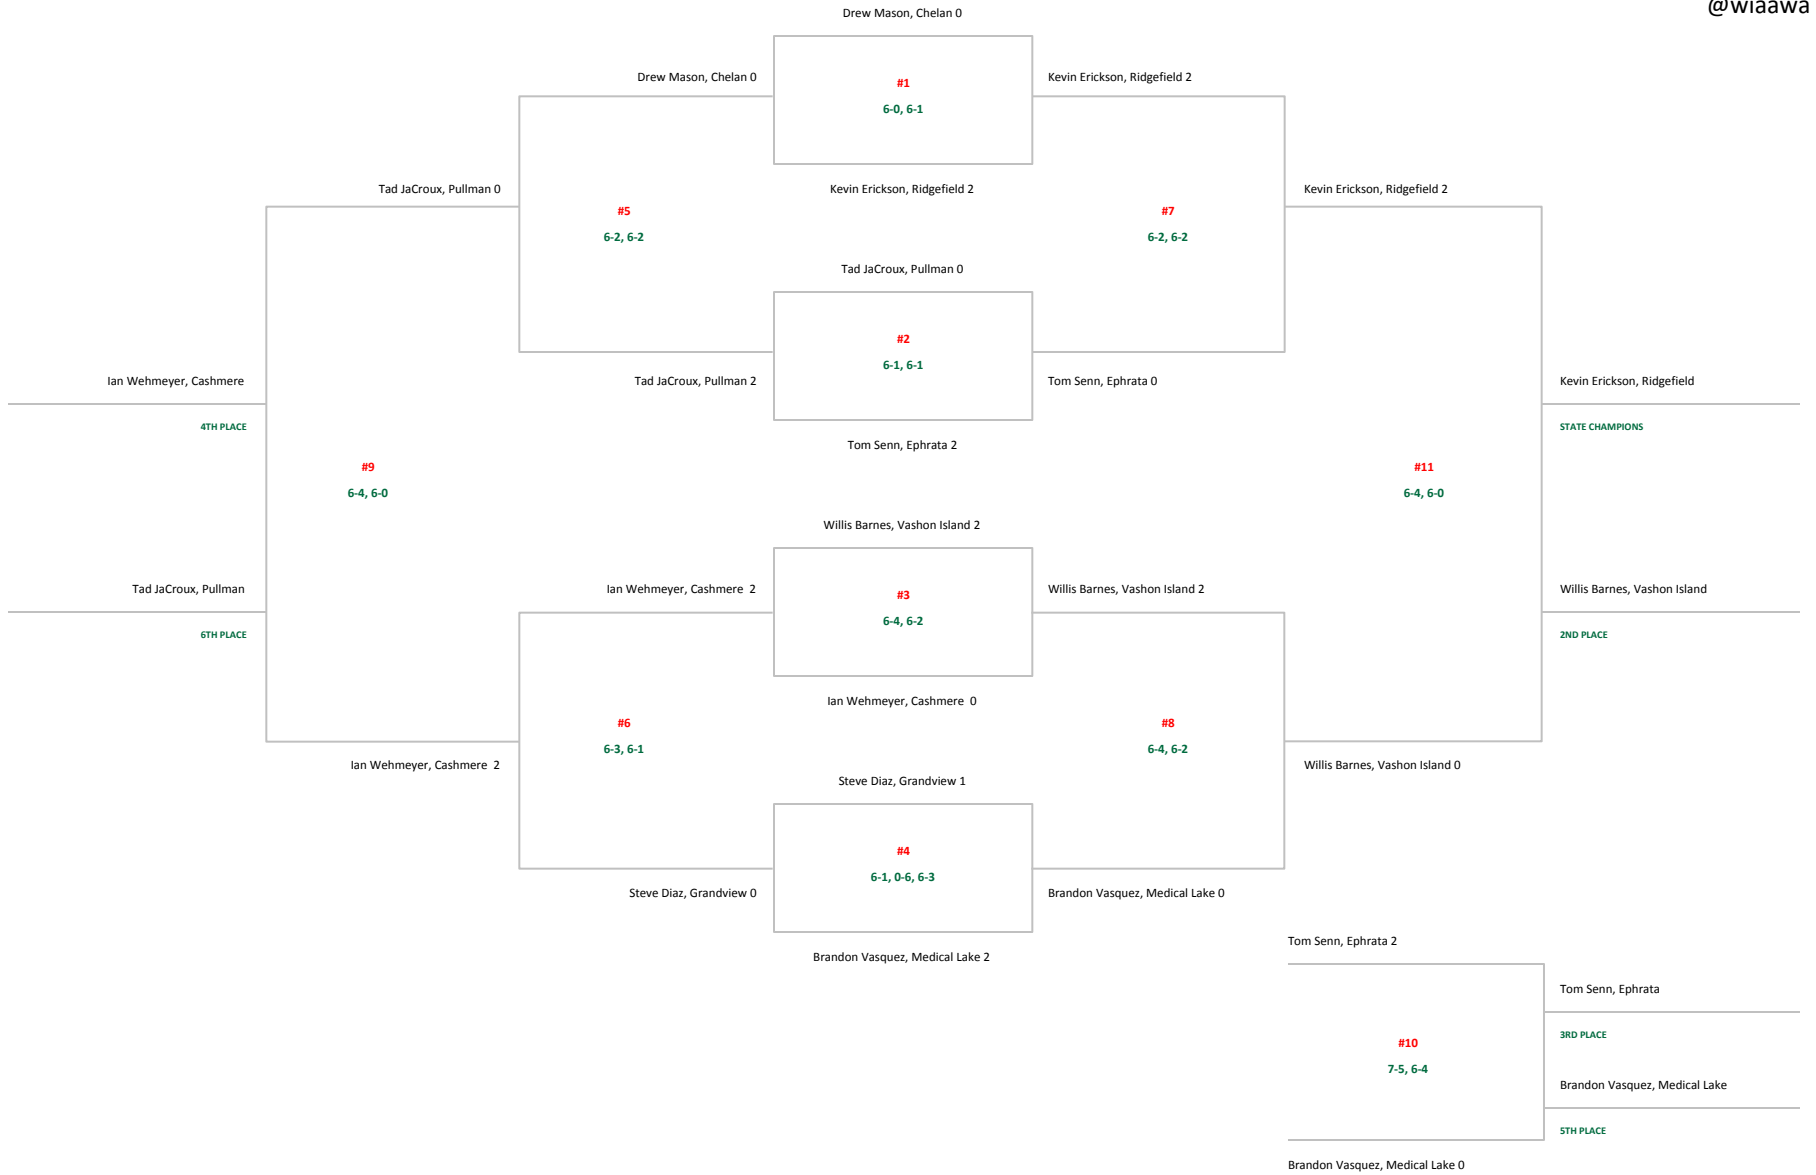 @wiaawa
Drew Mason, Chelan 0
Drew Mason, Chelan 0
#1
Kevin Erickson, Ridgefield 2
6-0, 6-1
Tad JaCroux, Pullman 0
Kevin Erickson, Ridgefield 2
Kevin Erickson, Ridgefield 2
#5
#7
6-2, 6-2
6-2, 6-2
Tad JaCroux, Pullman 0
#2
6-1, 6-1
Ian Wehmeyer, Cashmere
Tad JaCroux, Pullman 2
Tom Senn, Ephrata 0
Kevin Erickson, Ridgefield
4TH PLACE
STATE CHAMPIONS
Tom Senn, Ephrata 2
#9
#11
6-4, 6-0
6-4, 6-0
Willis Barnes, Vashon Island 2
Tad JaCroux, Pullman
Ian Wehmeyer, Cashmere 2
#3
Willis Barnes, Vashon Island 2
Willis Barnes, Vashon Island
6-4, 6-2
6TH PLACE
2ND PLACE
Ian Wehmeyer, Cashmere 0
#6
#8
6-3, 6-1
6-4, 6-2
Ian Wehmeyer, Cashmere 2
Willis Barnes, Vashon Island 0
Steve Diaz, Grandview 1
#4
6-1, 0-6, 6-3
Steve Diaz, Grandview 0
Brandon Vasquez, Medical Lake 0
Tom Senn, Ephrata 2
Brandon Vasquez, Medical Lake 2
Tom Senn, Ephrata
3RD PLACE
#10
7-5, 6-4
Brandon Vasquez, Medical Lake
5TH PLACE
Brandon Vasquez, Medical Lake 0